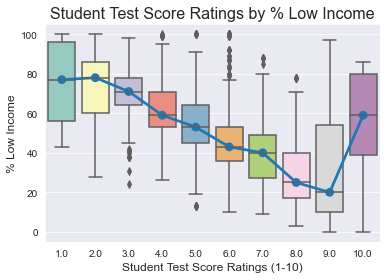 Student Test Score Ratings by % Low Income
% Low Income
100
80
60
40
20
0
1.0 2.0 3.0 4.0 5.0 6.0 7.0 8.0 9.0 10.0
Student Test Score Ratings (1-10)